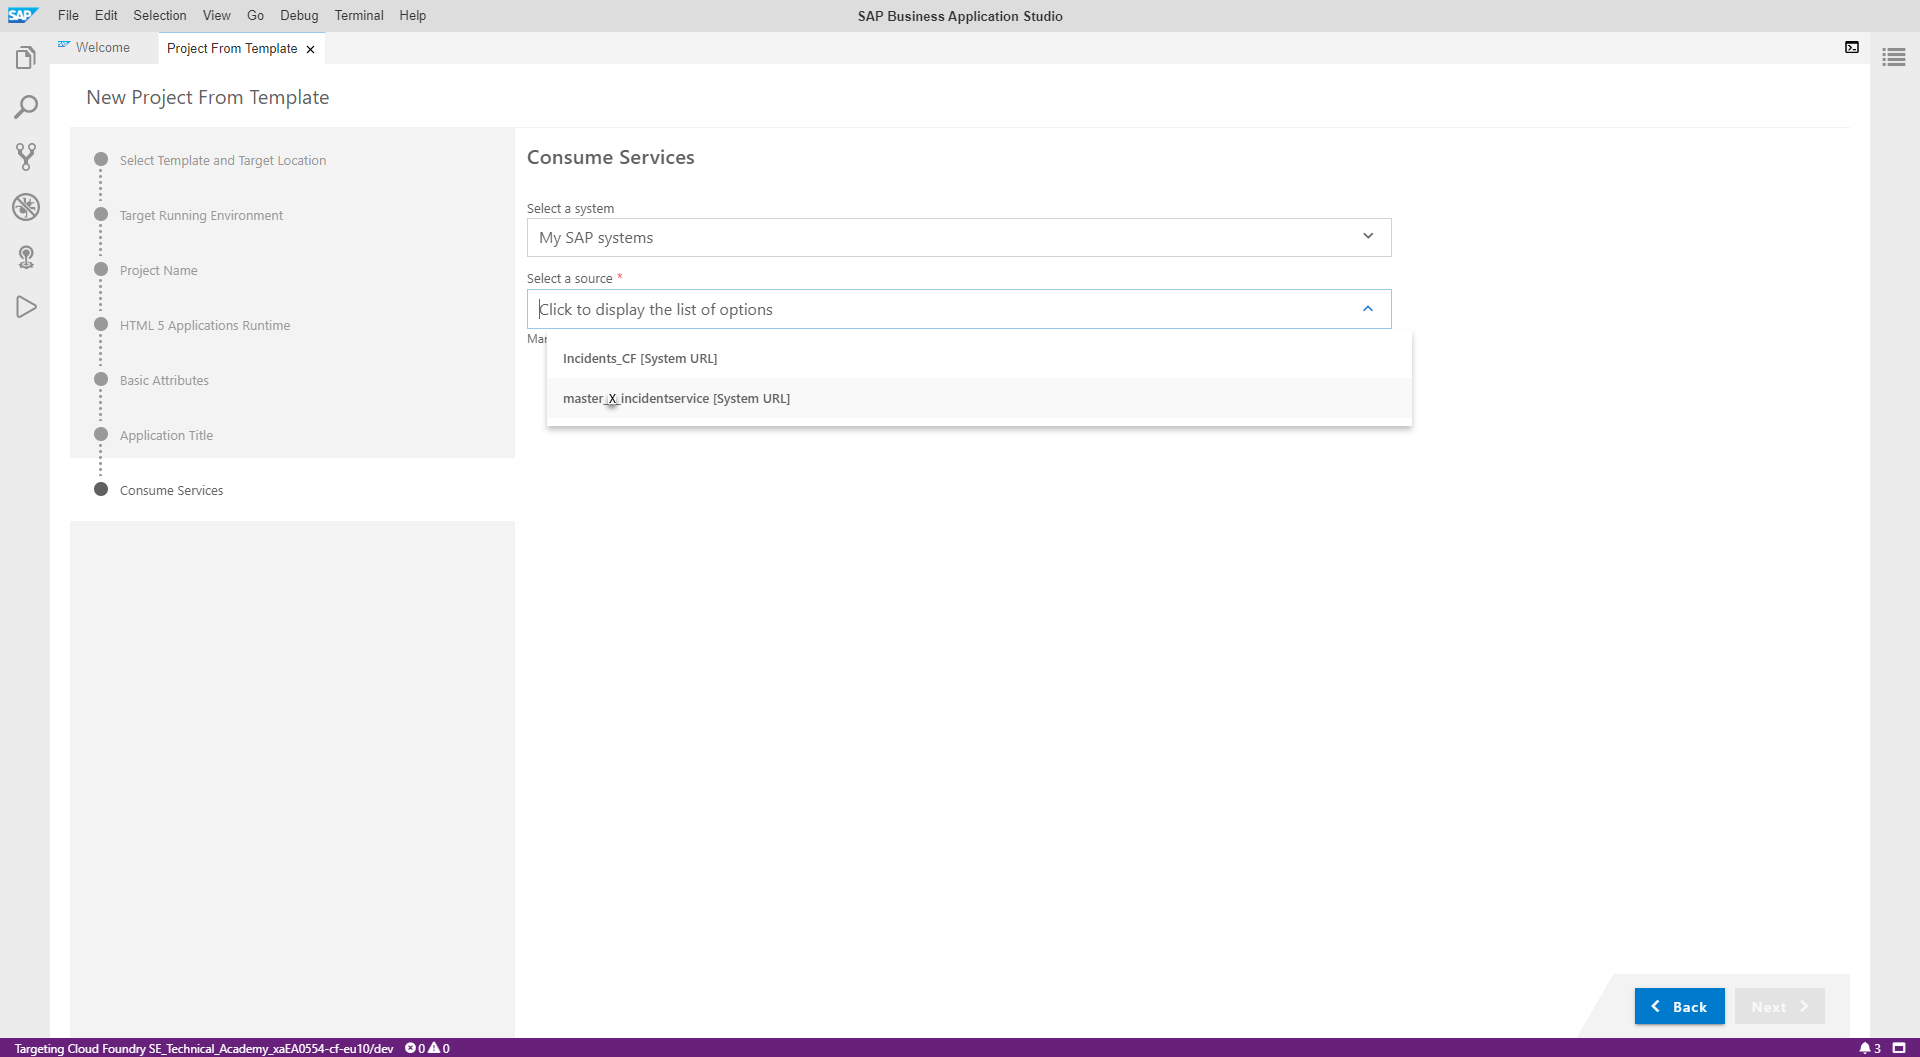 SAP File Edit Selection View Go Debug Terminal Help SAP Business Application Studio
Welcome Project From Template ×
New Project From Template
Select Template and Target Location
Target Running Environment
Project Name
HTML 5 Applications Runtime
Basic Attributes
Application Title
Consume Services
Consume Services
Select a system
My SAP systems
Select a source *
Click to display the list of options
Incidents_CF [System URL]
master_X_incidentservice [System URL]
Back Next
Targeting Cloud Foundry SE_Technical_Academy_xaEA0554-cf-eu10/dev 0 0 3